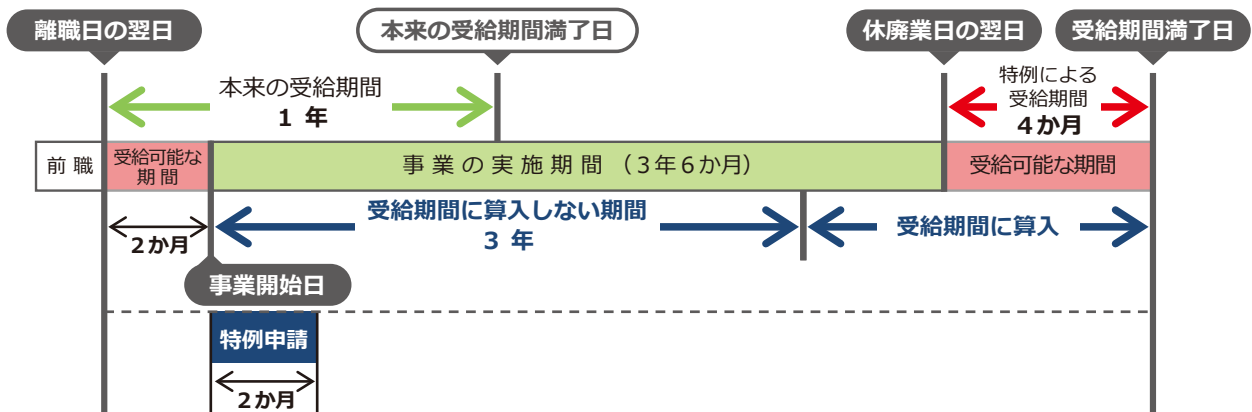 離職日の翌日
本来の受給期間満了日
休廃業日の翌日
受給期間満了日
本来の受給期間
1 年
特例による
受給期間
4か月
前 職
受給可能な
期 間
事 業 の 実 施 期 間 （3年6か月）
受給可能な期間
2か月
受給期間に算入しない期間
3 年
受給期間に算入
事業開始日
特例申請
2か月